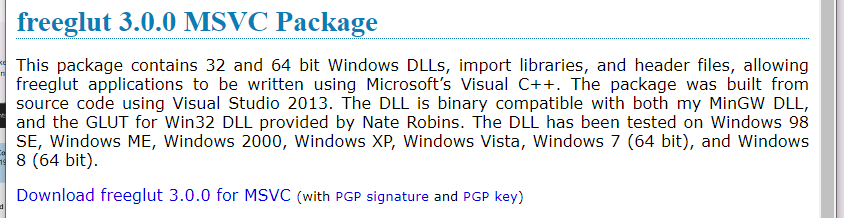 freeglut 3.0.0 MSVC Package
This package contains 32 and 64 bit Windows DLLs, import libraries, and header files, allowing
freeglut applications to be written using Microsoft’s Visual C++. The package was built from
source code using Visual Studio 2013. The DLL is binary compatible with both my MinGW DLL,
and the GLUT for Win32 DLL provided by Nate Robins. The DLL has been tested on Windows 98
SE, Windows ME, Windows 2000, Windows XP, Windows Vista, Windows 7 (64 bit), and Windows
8 (64 bit).
Download freeglut 3.0.0 for MSVC (with PGP signature and PGP key)